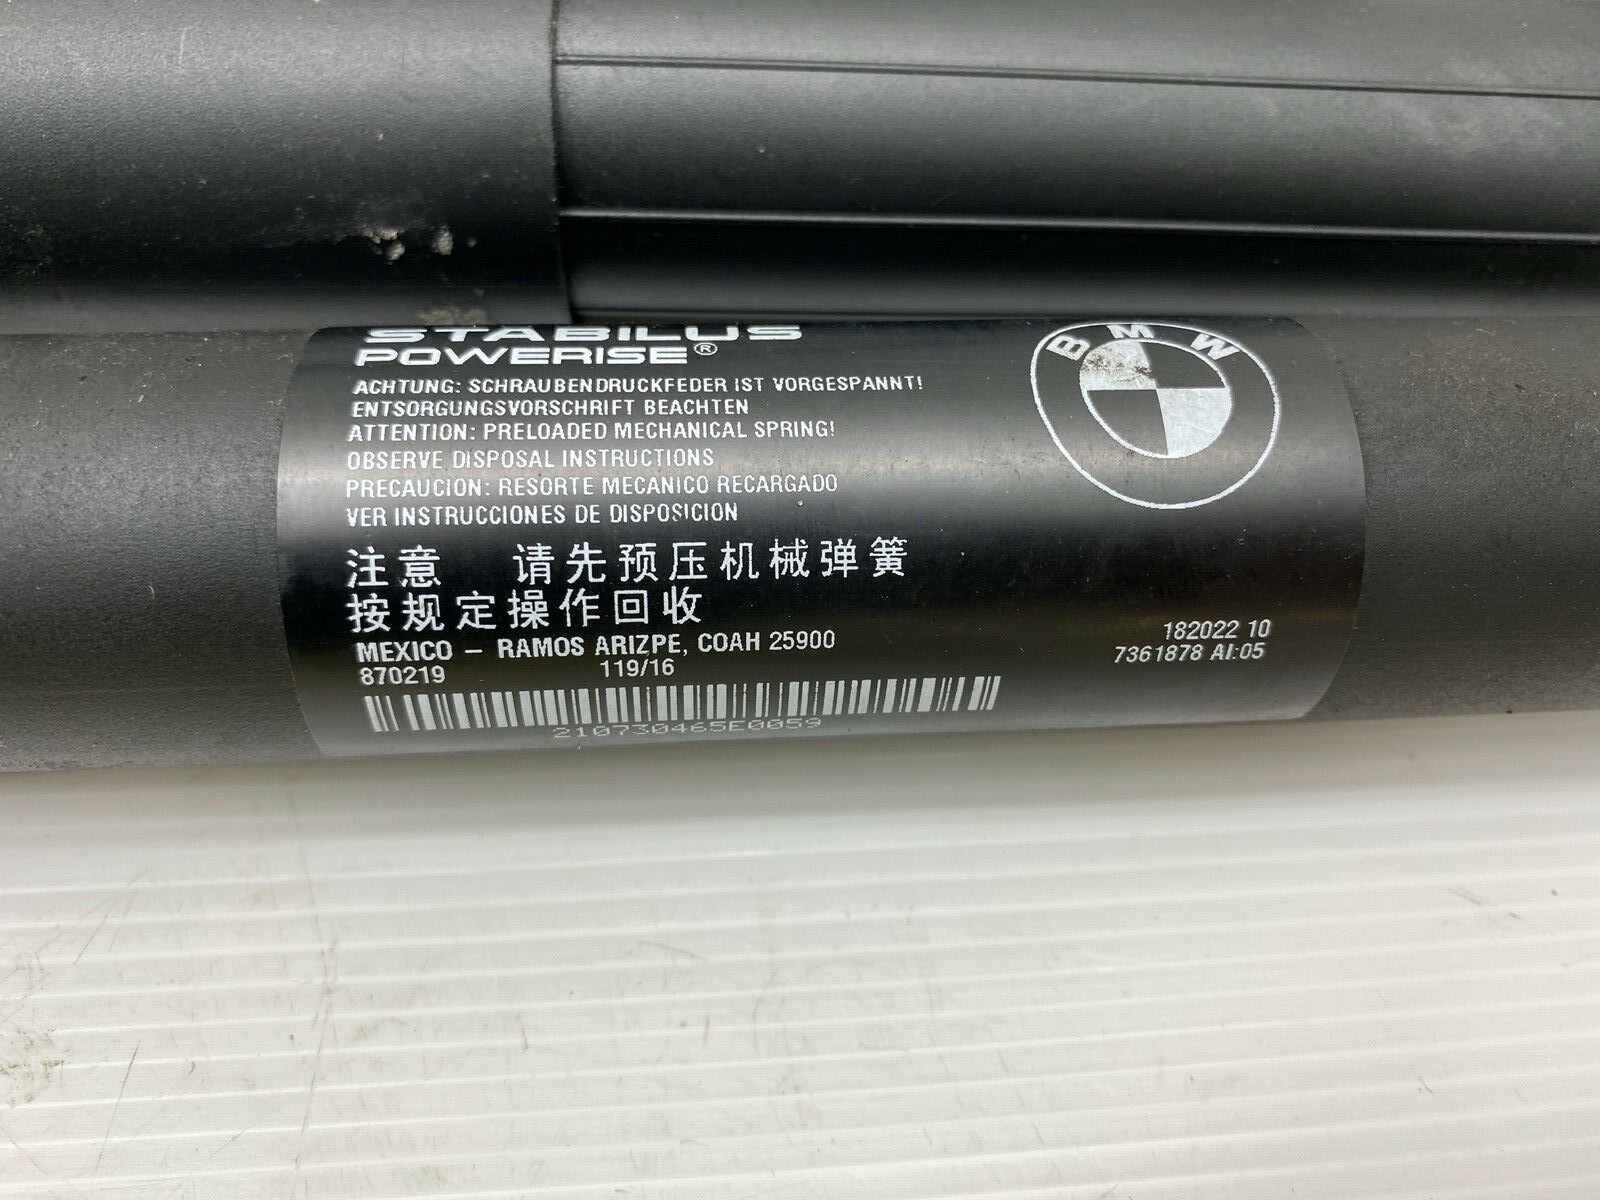 STABILUS
POWERISE®
ACHTUNG: SCHRAUBENDRUCKFEDER IST VORGESPANNT!
ENTSORGUNGSVORSCHRIFT BEACHTEN
ATTENTION: PRELOADED MECHANICAL SPRING!
OBSERVE DISPOSAL INSTRUCTIONS
PRECAUCION: RESORTE MECANICO RECARGADO
VER INSTRUCCIONES DE DISPOSICION
注意 请先预压机械弹簧
按规定操作回收
MEXICO – RAMOS ARIZPE, COAH 25900
870219 119/16
210730465E0059
BMW
182022 10
7361878 AI:05